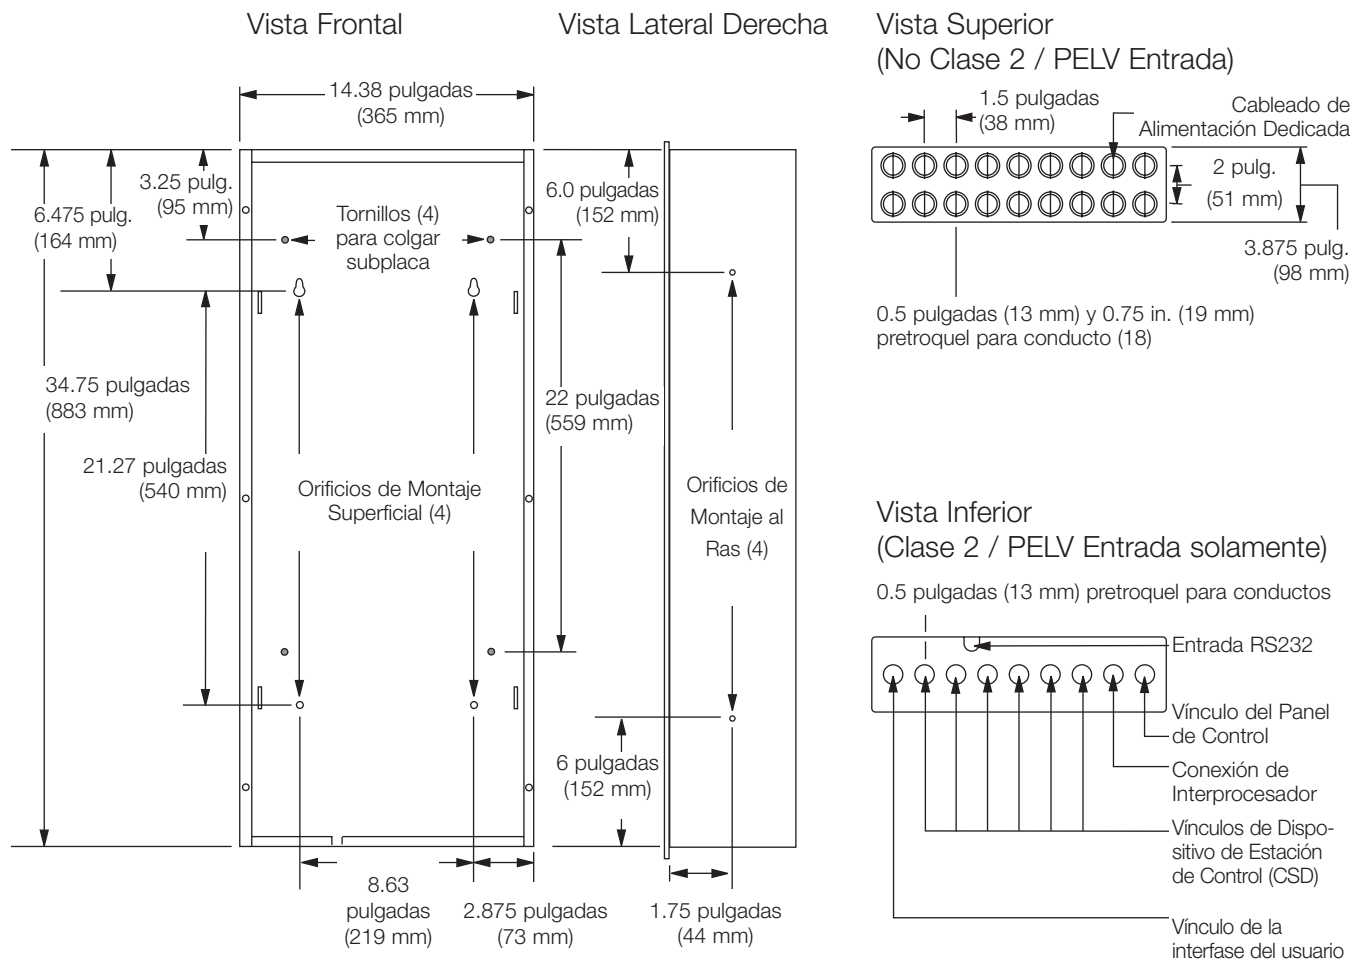 Vista Frontal
14.38 pulgadas
(365 mm)
3.25 pulg.
(95 mm)
6.475 pulg.
(164 mm)
Tornillos (4)
para colgar
subplaca
34.75 pulgadas
(883 mm)
21.27 pulgadas
(540 mm)
Orificios de Montaje
Superficial (4)
22 pulgadas
(559 mm)
8.63
pulgadas
(219 mm)
2.875 pulgadas
(73 mm)
Vista Lateral Derecha
6.0 pulgadas
(152 mm)
Orificios de
Montaje al
Ras (4)
6 pulgadas
(152 mm)
1.75 pulgadas
(44 mm)
Vista Superior
(No Clase 2 / PELV Entrada)
1.5 pulgadas
(38 mm)
Cableado de
Alimentación Dedicada
2 pulg.
(51 mm)
3.875 pulg.
(98 mm)
0.5 pulgadas (13 mm) y 0.75 in. (19 mm)
pretroquel para conducto (18)
Vista Inferior
(Clase 2 / PELV Entrada solamente)
0.5 pulgadas (13 mm) pretroquel para conductos
Entrada RS232
Vínculo del Panel
de Control
Conexión de
Interprocesador
Vínculos de Dispo-
sitivo de Estación
de Control (CSD)
Vínculo de la
interfase del usuario